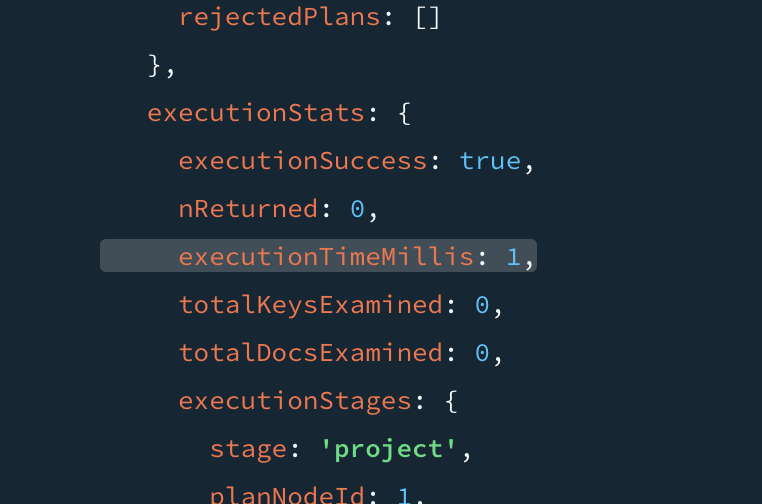 rejectedPlans: []
},
executionStats: {
executionSuccess: true,
nReturned: 0,
executionTimeMillis: 1,
totalKeysExamined: 0,
totalDocsExamined: 0,
executionStages: {
stage: 'project',
planNodeId: 1,